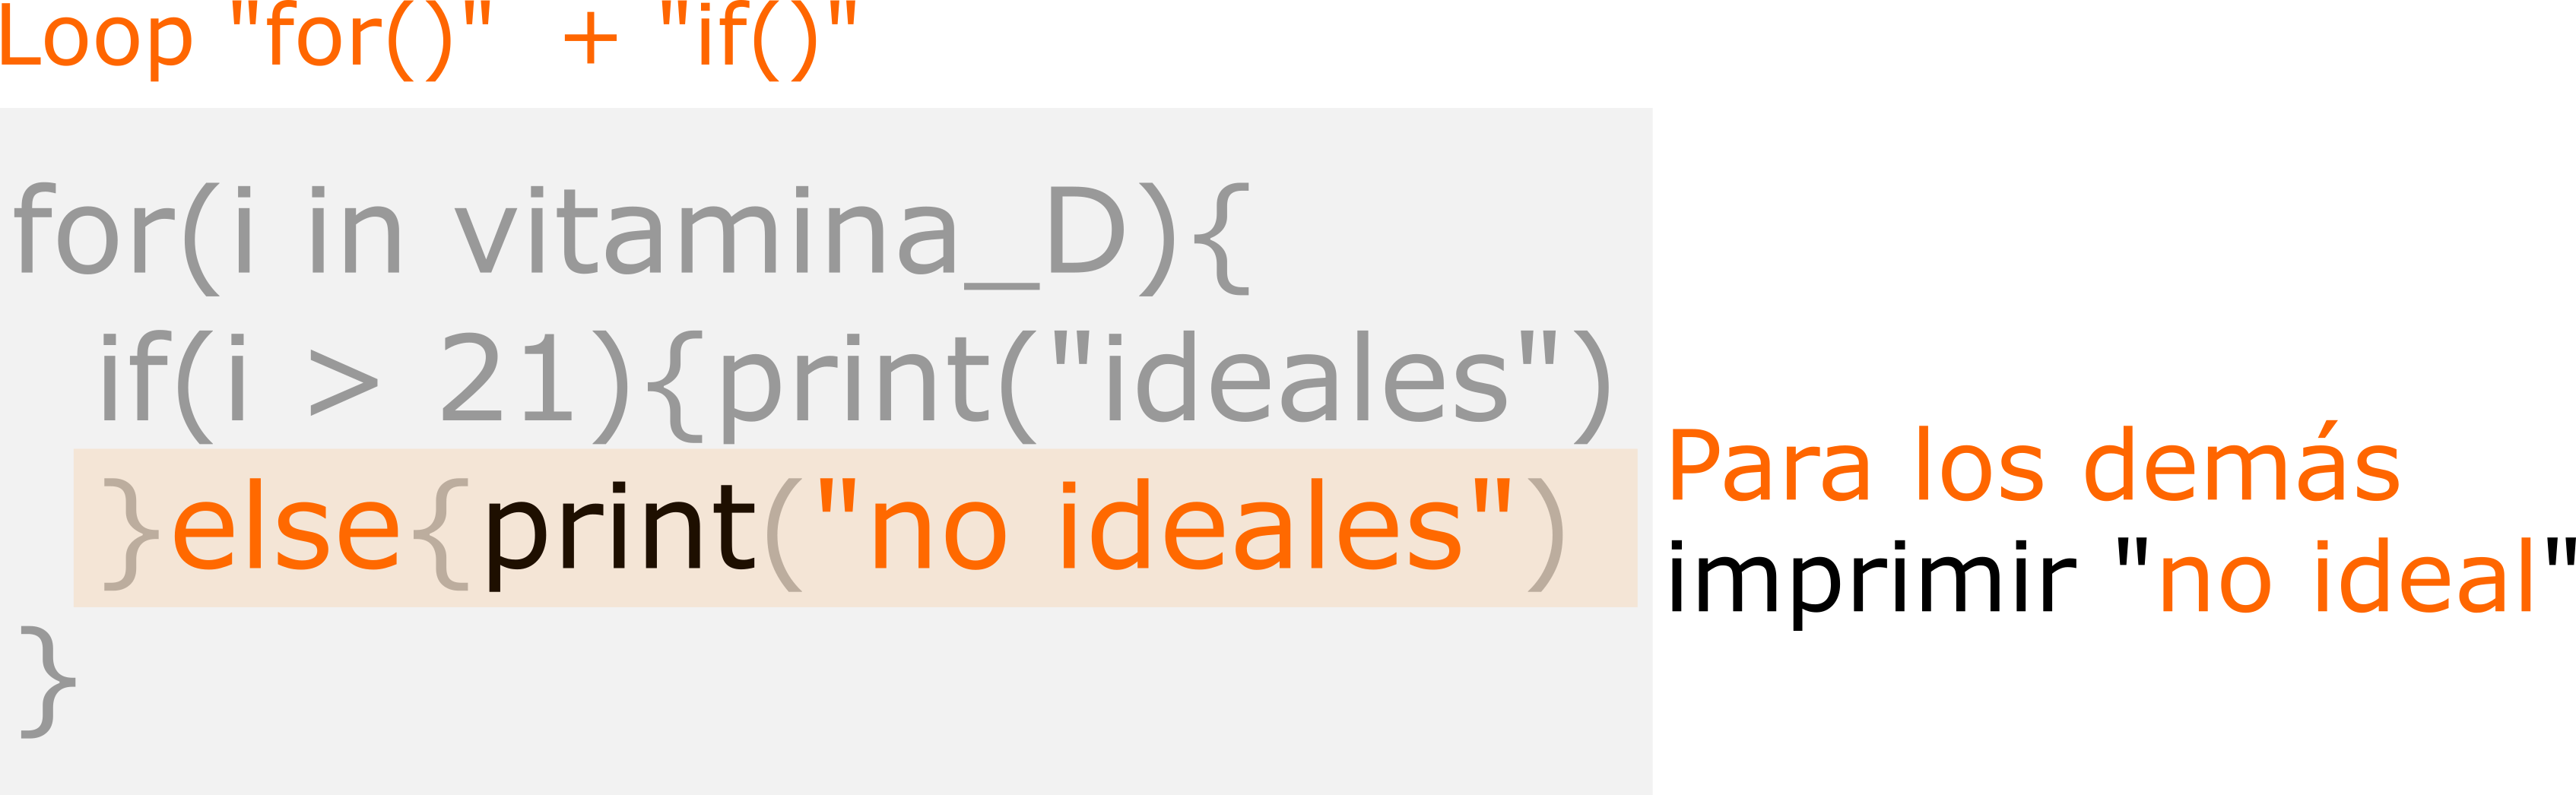 Loop "for()" + "if()"
for(i in vitamina_D){
if(i > 21){print("ideales")
}else{print("no ideales")
}
Para los demás
imprimir "no ideal"